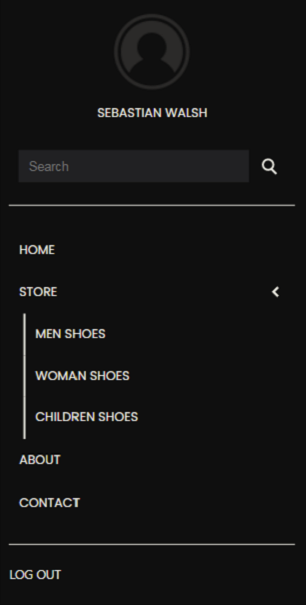 SEBASTIAN WALSH
Search
HOME
STORE
MEN SHOES
WOMAN SHOES
CHILDREN SHOES
ABOUT
CONTACT
LOG OUT